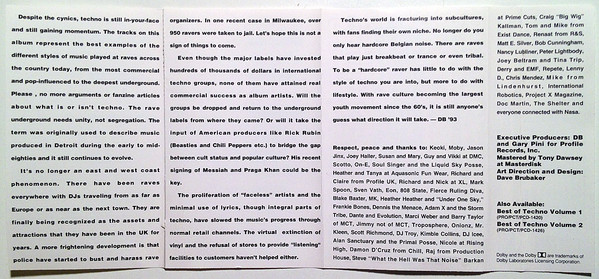 Despite the cynics, techno is still in-your-face
and still gaining momentum. The tracks on this
album represent the best examples of the
different styles of music played at raves across
the country today, from the most commercial
and pop-influenced to the deepest underground.
Please , no more arguments or fanzine articles
about what is or isn't techno. The rave
underground needs unity, not segregation. The
term was originally used to describe music
produced in Detroit during the early to mid-
eighties and it still continues to evolve.
It's no longer an east and west coast
phenomenon. There have been raves
everywhere with DJs travelling from as far as
Europe or as near as the next town. They are
finally being recognized as the assets and
attractions that they have been in the UK for
years. A more frightening development is that
police have started to bust and harass rave
organizers. In one recent case in Milwaukee, over
950 ravers were taken to jail. Let's hope this is not a
sign of things to come.
Even though the major labels have invested
hundreds of thousands of dollars in international
techno groups, none of them have attained real
commercial success as album artists. Will the
groups be dropped and return to the underground
labels from where they came? Or will it take the
input of American producers like Rick Rubin
(Beasties and Chili Peppers etc.) to bridge the gap
between cult status and popular culture? His recent
signing of Messiah and Praga Khan could be the
key.
The proliferation of "faceless" artists and the
minimal use of lyrics, though integral parts of
techno, have slowed the music's progress through
normal retail channels. The virtual extinction of
vinyl and the refusal of stores to provide "listening"
facilities to customers haven't helped either.
Techno's world is fracturing into subcultures,
with fans finding their own niche. No longer do you
only hear hardcore Belgian noise. There are raves
that play just breakbeat or trance or even tribal.
To be a "hardcore" raver has little to do with the
style of techno you are into, but more to do with
lifestyle. With rave culture becoming the largest
youth movement since the 60's, it is still anyone's
guess what direction it will take. — DB '93
Respect, peace and thanks to: Keoki, Moby, Jason
Jinx, Joey Heller, Susan and Mary, Guy and Vikki at DMC,
Scotto, On-E, Soul Singer and the Liquid Sky Posse,
Heather and Tanya at Aquasonic Fun Wear, Richard and
Claire from Profile UK, Richard and Nick at XL, Mark
Spoon, Sven Vath, Eon, 808 State, Fierce Ruling Diva,
Blake Baxter, MK, Heather Heather and "Under One Sky,"
Frankie Bones, Dennis the Menace, Adam X and the Storm
Tribe, Dante and Evolution, Marci Weber and Barry Taylor
of MCT, Jimmy not of MCT, Troposphere, Onionz, Mr.
Kleen, Scott Richmond, DJ Troy, Kimble Collins, DJ Icee,
Alan Sanctuary and the Primal Posse, Nicole at Rising
High, Damon D'Cruz from Chill, Raj from Production
House, Steve "What the Hell Was That Noise" Barkan
at Prime Cuts, Craig "Big Wig"
Kallman, Tom and Mike from
Exist Dance, Renaat from R&S,
Matt E. Silver, Bob Cunningham,
Nancy Lubliner, Peter Lightbody,
Joey Beltram and Tina Trip,
Derry and EMF, Repete, Lenny
D., Chris Mendez, Mike from
Lindenhurst, International
Robotics, Project X Magazine,
Doc Martin, The Shelter and
everyone connected with Nasa.
Executive Producers: DB
and Gary Pini for Profile
Records, Inc.
Mastered by Tony Dawsey
at Masterdisk
Art Direction and Design:
Dave Brubaker
Also Available:
Best of Techno Volume 1
(PRO/PCT/PCD-1420)
Best of Techno Volume 2
(PRO/PCT/PCD-1428)
Dolby and the Dolby are trademarks of
Dolby Laboratories Licensing Corporation.